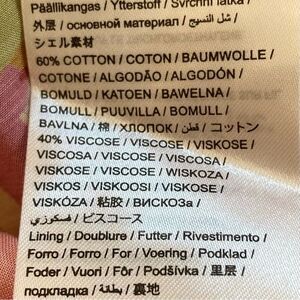 Päällikangas / Ytterstoff / Svrchní látka /
外層 / основной материал / شل النسيج /
シェル素材
60% COTTON / COTON / BAUMWOLLE /
COTONE / ALGODÃO / ALGODÓN /
BOMULD / KATOEN / BAWEŁNA /
BOMULL / PUUVILLA / BOMULL /
BAVLNA / 棉 / ХЛОПОК / قطن / コットン
40% VISCOSE / VISCOSE / VISKOSE /
VISCOSE / VISCOSE / VISCOSA /
VISKOSE / VISCOSE / WISKOZA /
VISKOS / VISKOOSI / VISKOSE /
VISKÓZA / 粘胶 / ВИСКОЗа /
فسكوزي / ビスコース
Lining / Doublure / Futter / Rivestimento /
Forro / Forro / For / Voering / Podklad /
Foder / Vuori / Fôr / Podšívka / 里层 /
подкладка / بطانة / 裏地